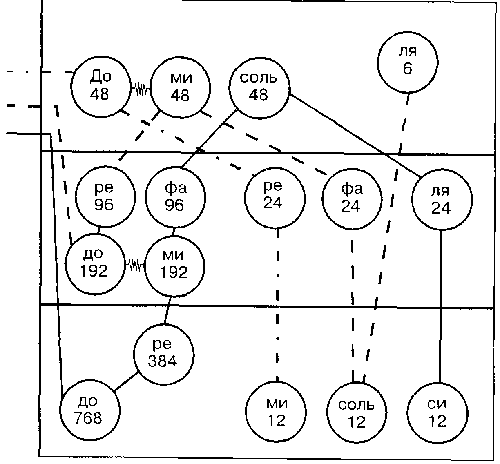 ля
6
До
48
ми
48
соль
48
ре
96
фа
96
ре
24
фа
24
ля
24
до
192
ми
192
ре
384
до
768
ми
12
соль
12
си
12